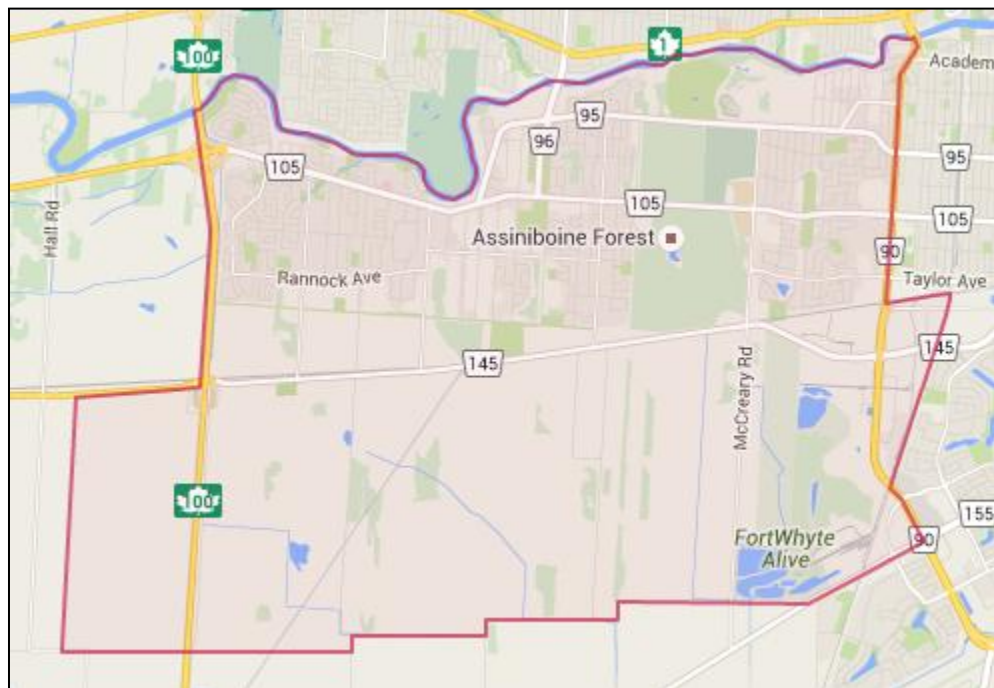 1
100
Academ
95
96
105
95
Hall Rd
105
105
Assiniboine Forest
90
Rannock Ave
Taylor Ave
145
145
McCreary Rd
100
155
FortWhyte
Alive
90